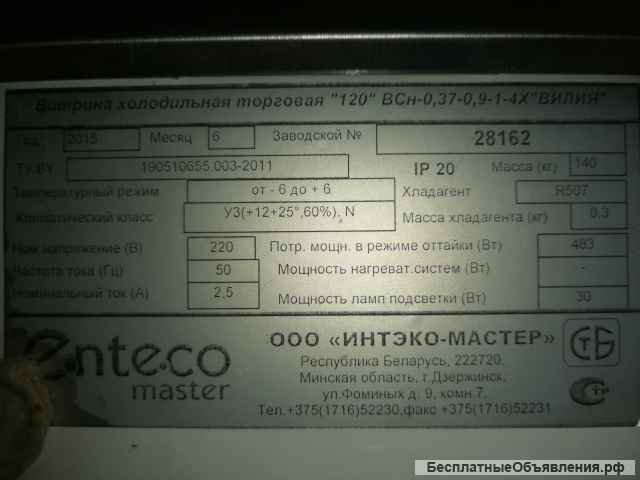 Витрина холодильная торговая "120" ВСн-0,37-0,9-1-4Х"ВИЛИЯ"
Год 2015 Месяц 6 Заводской № 28162
ТУ BY 190510655.003-2011 IP 20 Масса (кг) 140
Температурный режим от - 6 до + 6 Хладагент R507
Климатический класс У3(+12+25°,60%), N Масса хладагента (кг) 0,3
Ном напряжение (В) 220 Потр. мощн. в режиме оттайки (Вт) 483
Частота тока (Гц) 50 Мощность нагреват.систем (Вт) -
Номинальный ток (А) 2,5 Мощность ламп подсветки (Вт) 30
enteco
master
ООО «ИНТЭКО-МАСТЕР»
Республика Беларусь, 222720,
Минская область, г.Дзержинск,
ул.Фоминых д. 9, комн.7,
Тел.+375(1716)52230,факс +375(1716)52231
СТБ
БесплатныеОбъявления.рф